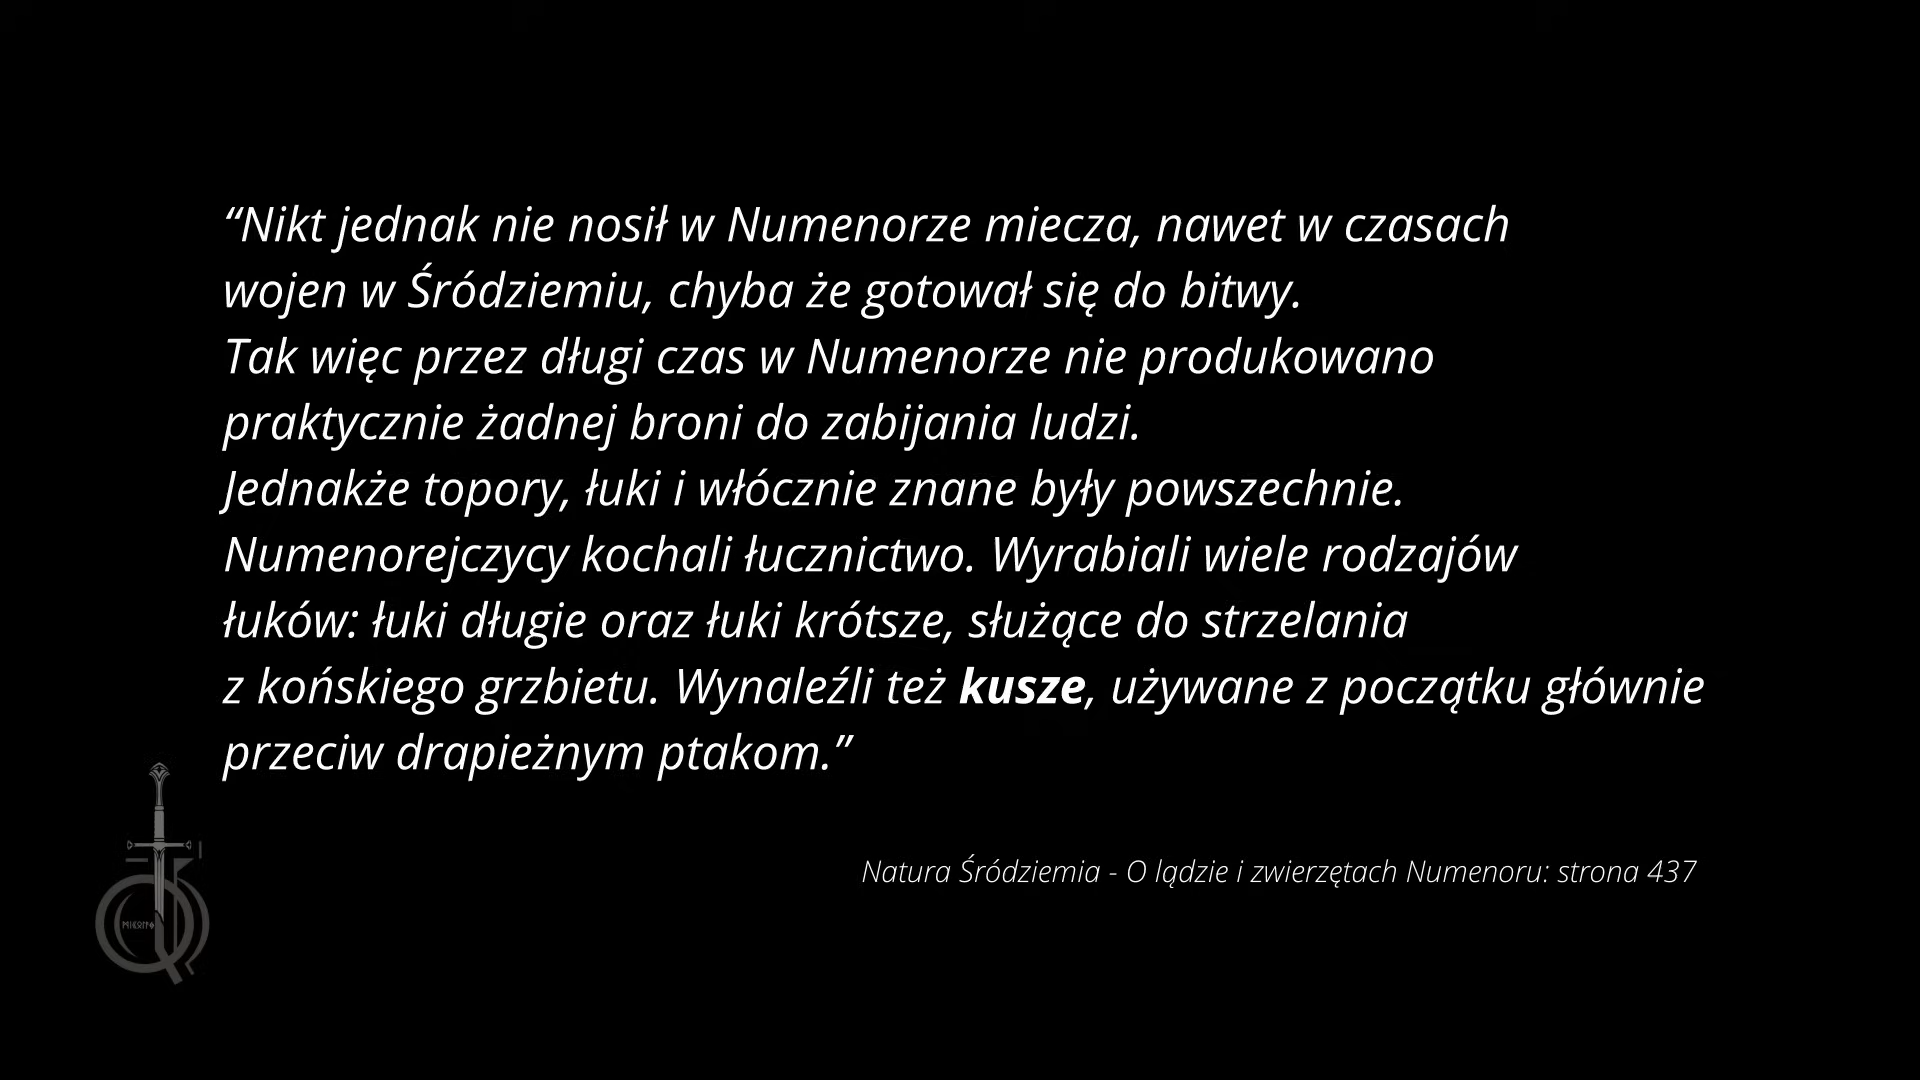 “Nikt jednak nie nosił w Numenorze miecza, nawet w czasach
wojen w Śródziemiu, chyba że gotował się do bitwy.
Tak więc przez długi czas w Numenorze nie produkowano
praktycznie żadnej broni do zabijania ludzi.
Jednakże topory, łuki i włócznie znane były powszechnie.
Numenorejczycy kochali łucznictwo. Wyrabiali wiele rodzajów
łuków: łuki długie oraz łuki krótsze, służące do strzelania
z końskiego grzbietu. Wynaleźli też kusze, używane z początku głównie
przeciw drapieżnym ptakom.”
Natura Śródziemia - O lądzie i zwierzętach Numenoru: strona 437